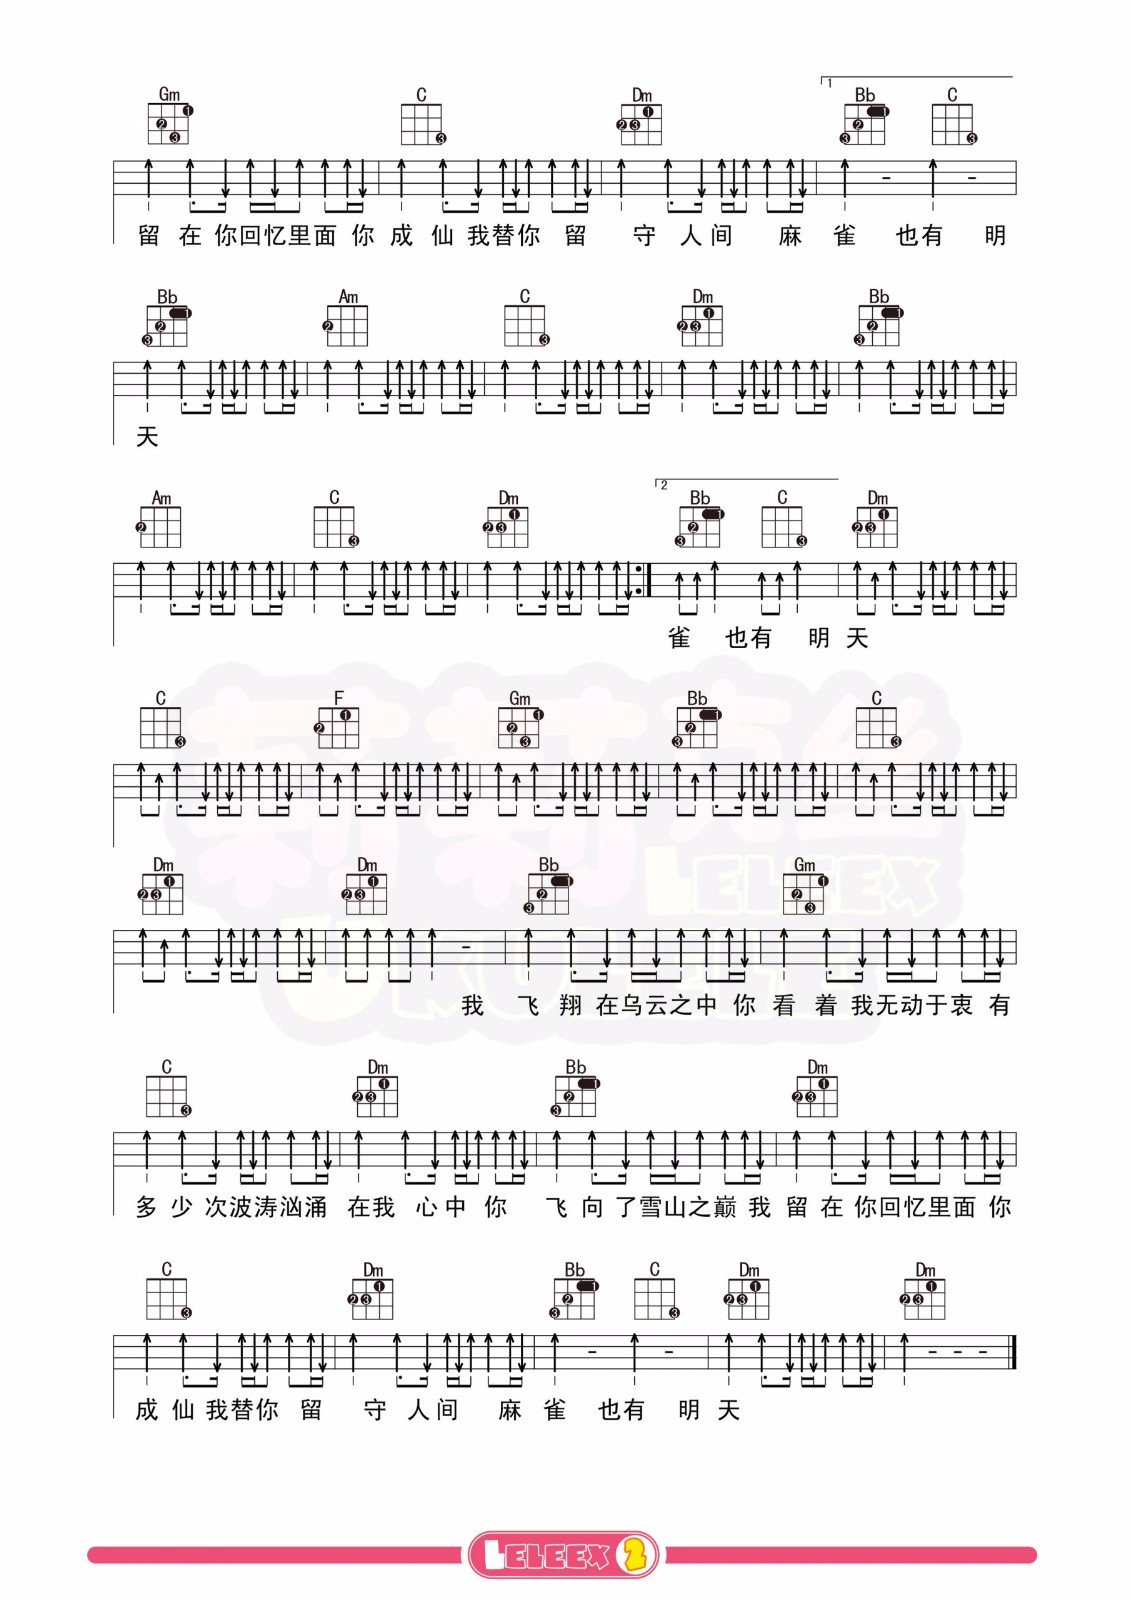 Gm C Dm 1 Bb C
留在你回忆里面你成仙我替你留守人间麻雀也有明
Bb Am C Dm Bb
天
Am C Dm 2 Bb C Dm
雀也有明天
C F Gm Bb C
Dm Dm Bb Gm
我飞翔在乌云之中你看着我无动于衷有
C Dm Bb Dm
多少次波涛汹涌在我心中你飞向了雪山之巅我留在你回忆里面你
C Dm Bb C Dm Dm
成仙我替你留守人间麻雀也有明天
莉莉克丝
LELEEX
UKULELE
LELEEX 2